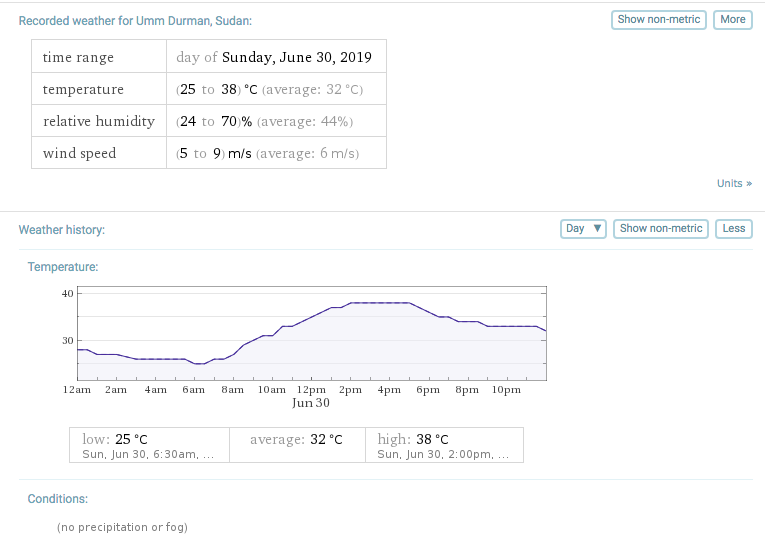 Recorded weather for Umm Durman, Sudan:
Show non-metric More
time range day of Sunday, June 30, 2019
temperature (25 to 38) °C (average: 32 °C)
relative humidity (24 to 70)% (average: 44%)
wind speed (5 to 9) m/s (average: 6 m/s)
Units »
Weather history:
Day ▼ Show non-metric Less
Temperature:
40
30
12am 2am 4am 6am 8am 10am 12pm 2pm 4pm 6pm 8pm 10pm
Jun 30
low: 25 °C average: 32 °C high: 38 °C
Sun, Jun 30, 6:30am, ... Sun, Jun 30, 2:00pm, ...
Conditions:
(no precipitation or fog)